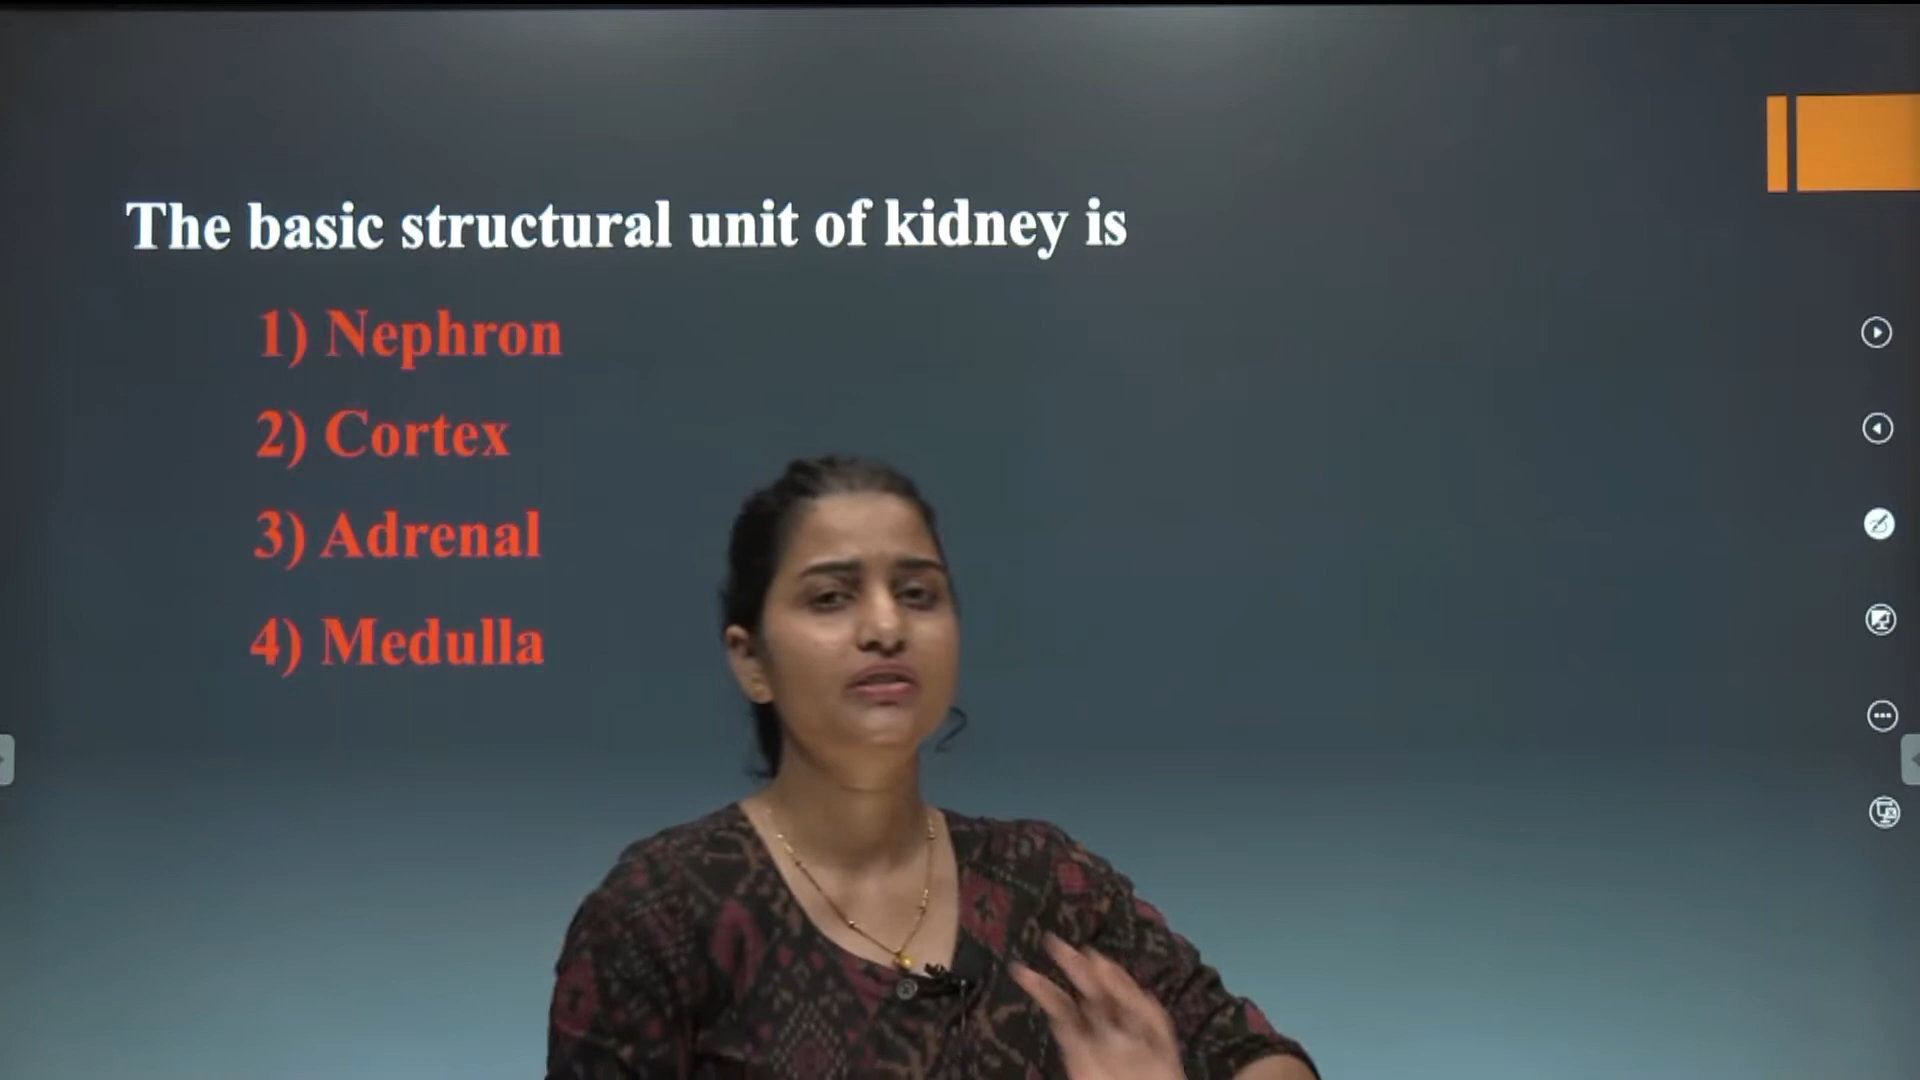 The basic structural unit of kidney is
1) Nephron
2) Cortex
3) Adrenal
4) Medulla